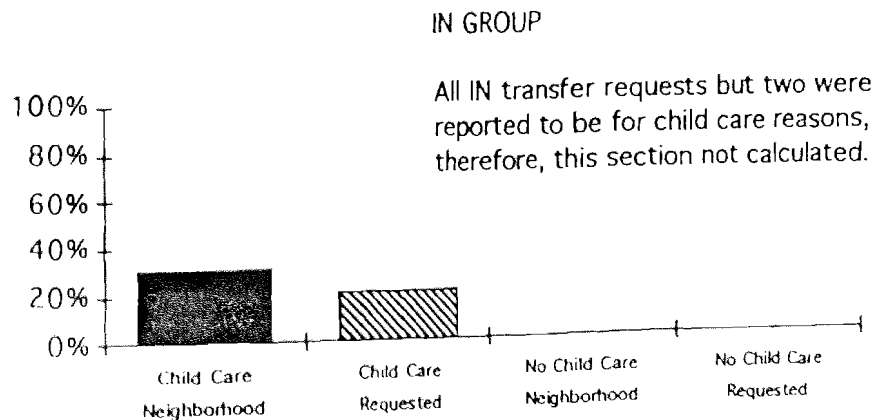 IN GROUP
All IN transfer requests but two were
reported to be for child care reasons,
therefore, this section not calculated.
100%
80%
60%
40%
20%
0%
Child Care
Neighborhood
Child Care
Requested
No Child Care
Neighborhood
No Child Care
Requested